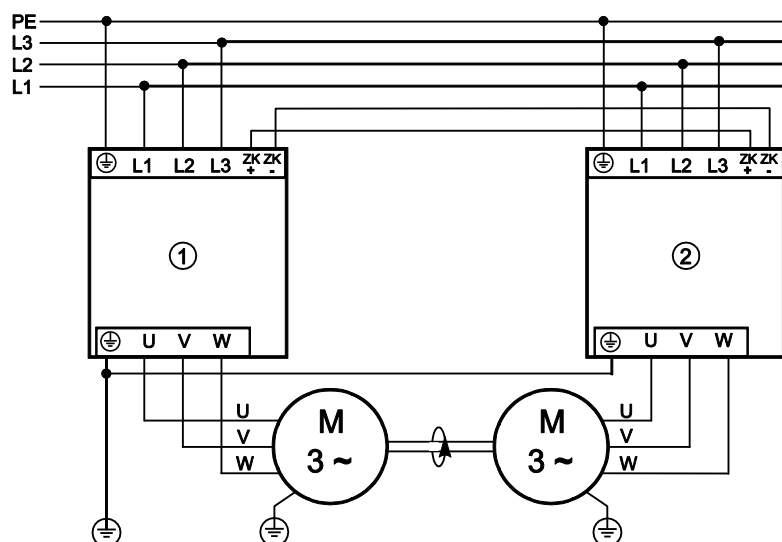 PE
L3
L2
L1
L1 L2 L3 ZK + ZK -
L1 L2 L3 ZK + ZK -
1
2
U V W
U V W
U
V
W
M
3 ~
M
3 ~
U
V
W